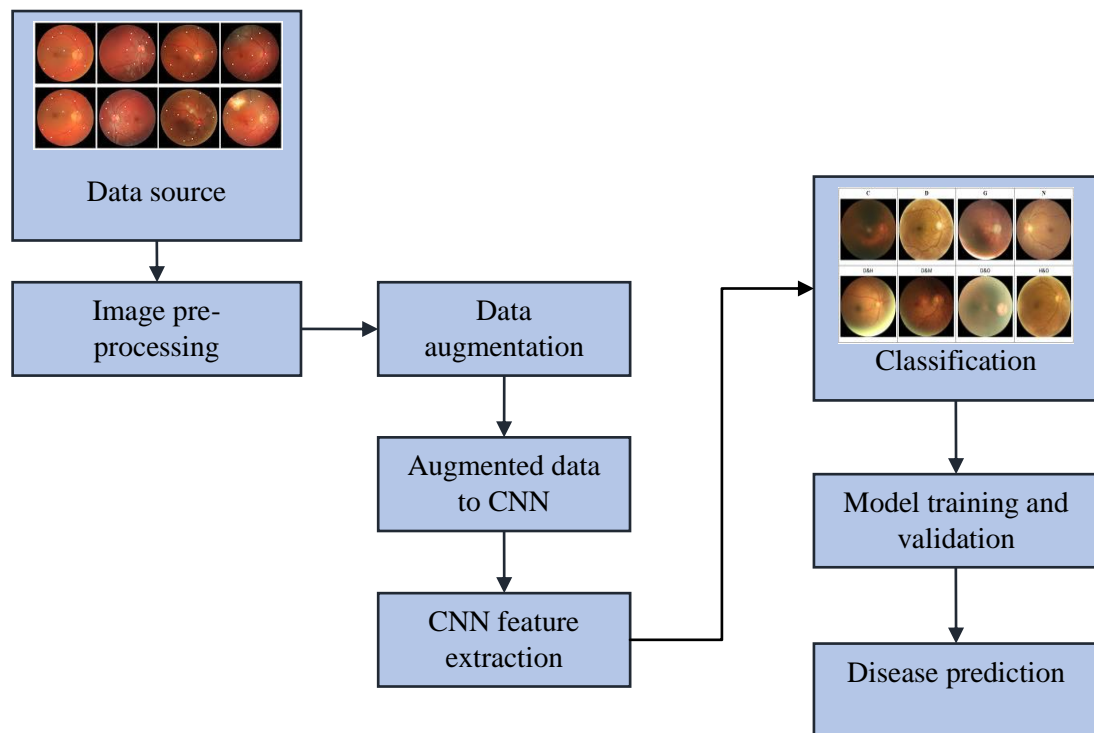 Data source
Image pre-
processing
Data
augmentation
Augmented data
to CNN
CNN feature
extraction
C D G N
D&H D&M D&G H&G
Classification
Model training and
validation
Disease prediction